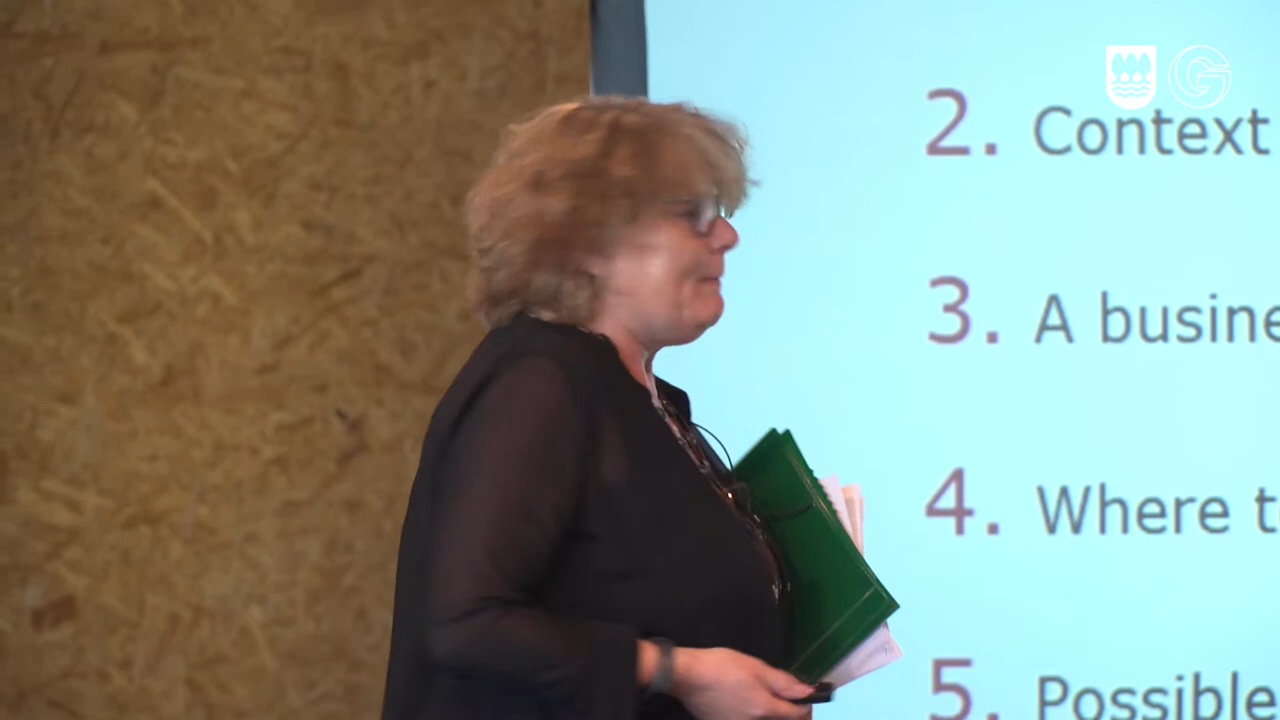 2. Context
3. A busine
4. Where t
5. Possible